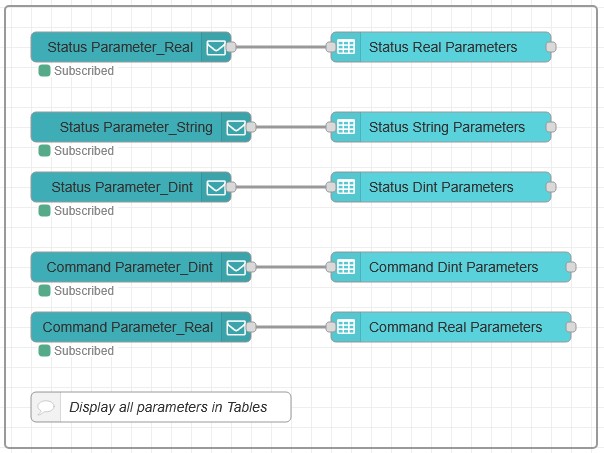 Status Parameter_Real
Status Real Parameters
Subscribed
Status Parameter_String
Status String Parameters
Subscribed
Status Parameter_Dint
Status Dint Parameters
Subscribed
Command Parameter_Dint
Command Dint Parameters
Subscribed
Command Parameter_Real
Command Real Parameters
Subscribed
Display all parameters in Tables